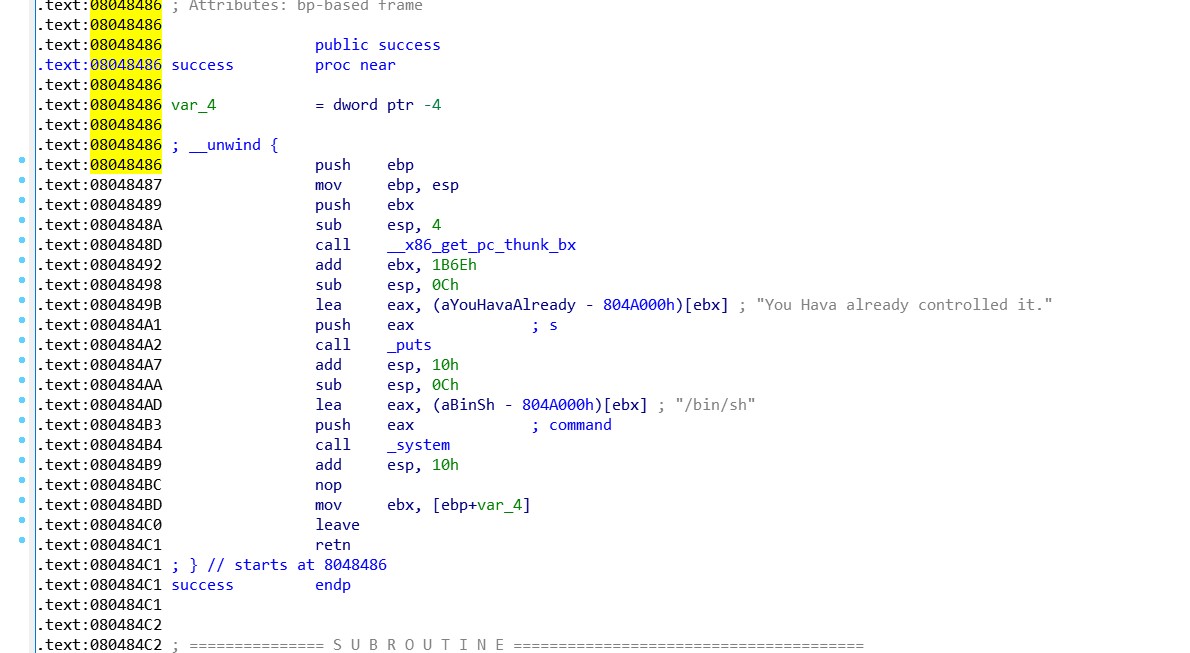 .text:08048486 ; Attributes: bp-based frame
.text:08048486
.text:08048486                 public success
.text:08048486 success         proc near
.text:08048486
.text:08048486 var_4           = dword ptr -4
.text:08048486
.text:08048486 ; __unwind {
.text:08048486                 push    ebp
.text:08048487                 mov     ebp, esp
.text:08048489                 push    ebx
.text:0804848A                 sub     esp, 4
.text:0804848D                 call    __x86_get_pc_thunk_bx
.text:08048492                 add     ebx, 1B6Eh
.text:08048498                 sub     esp, 0Ch
.text:0804849B                 lea     eax, (aYouHavaAlready - 804A000h)[ebx] ; "You Hava already controlled it."
.text:080484A1                 push    eax             ; s
.text:080484A2                 call    _puts
.text:080484A7                 add     esp, 10h
.text:080484AA                 sub     esp, 0Ch
.text:080484AD                 lea     eax, (aBinSh - 804A000h)[ebx] ; "/bin/sh"
.text:080484B3                 push    eax             ; command
.text:080484B4                 call    _system
.text:080484B9                 add     esp, 10h
.text:080484BC                 nop
.text:080484BD                 mov     ebx, [ebp+var_4]
.text:080484C0                 leave
.text:080484C1                 retn
.text:080484C1 ; } // starts at 8048486
.text:080484C1 success         endp
.text:080484C1
.text:080484C2
.text:080484C2 ; =============== S U B R O U T I N E =======================================